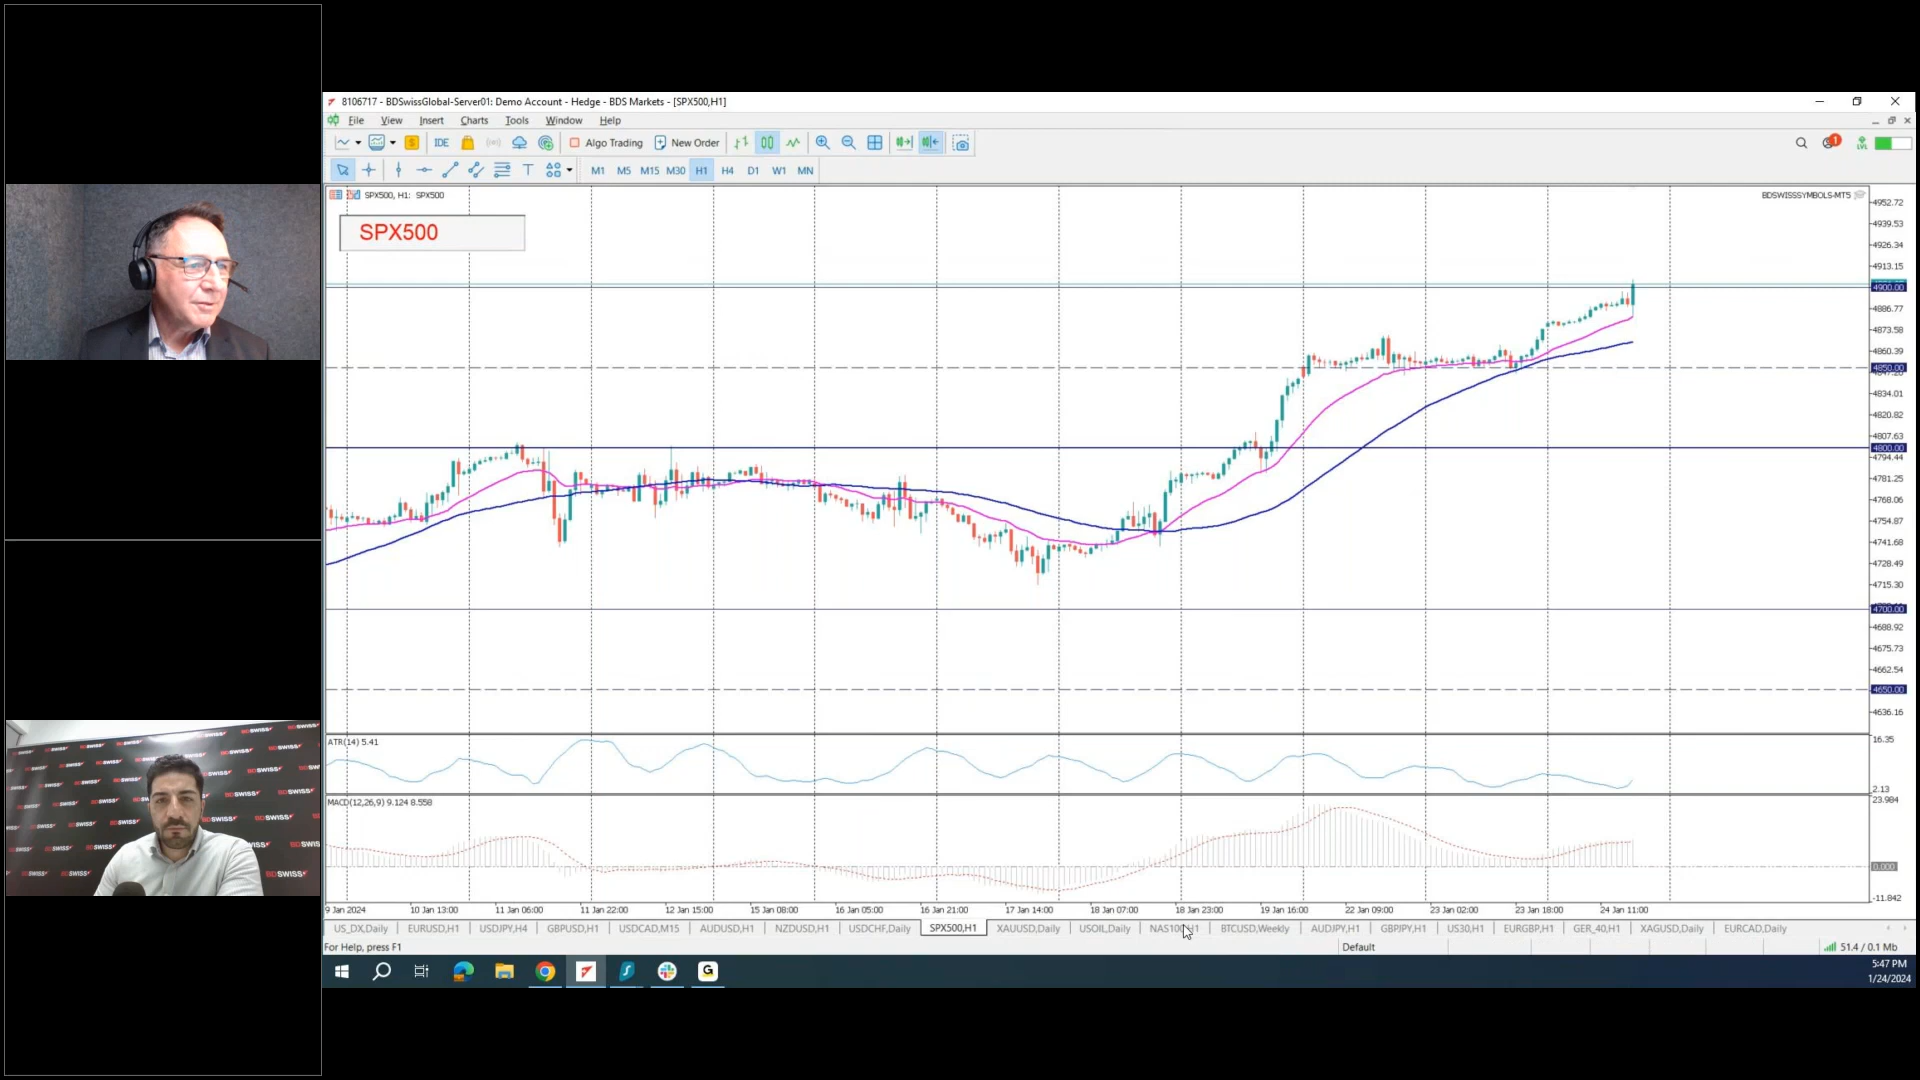 8106717 - BDSwissGlobal-Server01: Demo Account - Hedge - BDS Markets - [SPX500,H1]
File View Insert Charts Tools Window Help
IDE Algo Trading New Order
M1 M5 M15 M30 H1 H4 D1 W1 MN
SPX500, H1: SPX500
BDSWISSSYMBOLS-MT5
SPX500
4952.72
4939.53
4926.34
4913.15
4900.00
4886.77
4873.58
4860.39
4850.00
4834.01
4820.82
4807.63
4800.00
4794.44
4781.25
4768.06
4754.87
4741.68
4728.49
4715.30
4700.00
4688.92
4675.73
4662.54
4650.00
4636.16
ATR(14) 5.41
16.35
2.13
MACD(12,26,9) 9.124 8.558
23.984
0.000
-11.842
9 Jan 2024 10 Jan 13:00 11 Jan 06:00 11 Jan 22:00 12 Jan 15:00 15 Jan 08:00 16 Jan 05:00 16 Jan 21:00 17 Jan 14:00 18 Jan 07:00 18 Jan 23:00 19 Jan 16:00 22 Jan 09:00 23 Jan 02:00 23 Jan 18:00 24 Jan 11:00
US_DX,Daily EURUSD,H1 USDJPY,H4 GBPUSD,H1 USDCAD,M15 AUDUSD,H1 NZDUSD,H1 USDCHF,Daily SPX500,H1 XAUUSD,Daily USOIL,Daily NAS100,H1 BTCUSD,Weekly AUDJPY,H1 GBPJPY,H1 US30,H1 EURGBP,H1 GER_40,H1 XAGUSD,Daily EURCAD,Daily
For Help, press F1
Default
51.4 / 0.1 Mb
5:47 PM
1/24/2024
BDSWISS